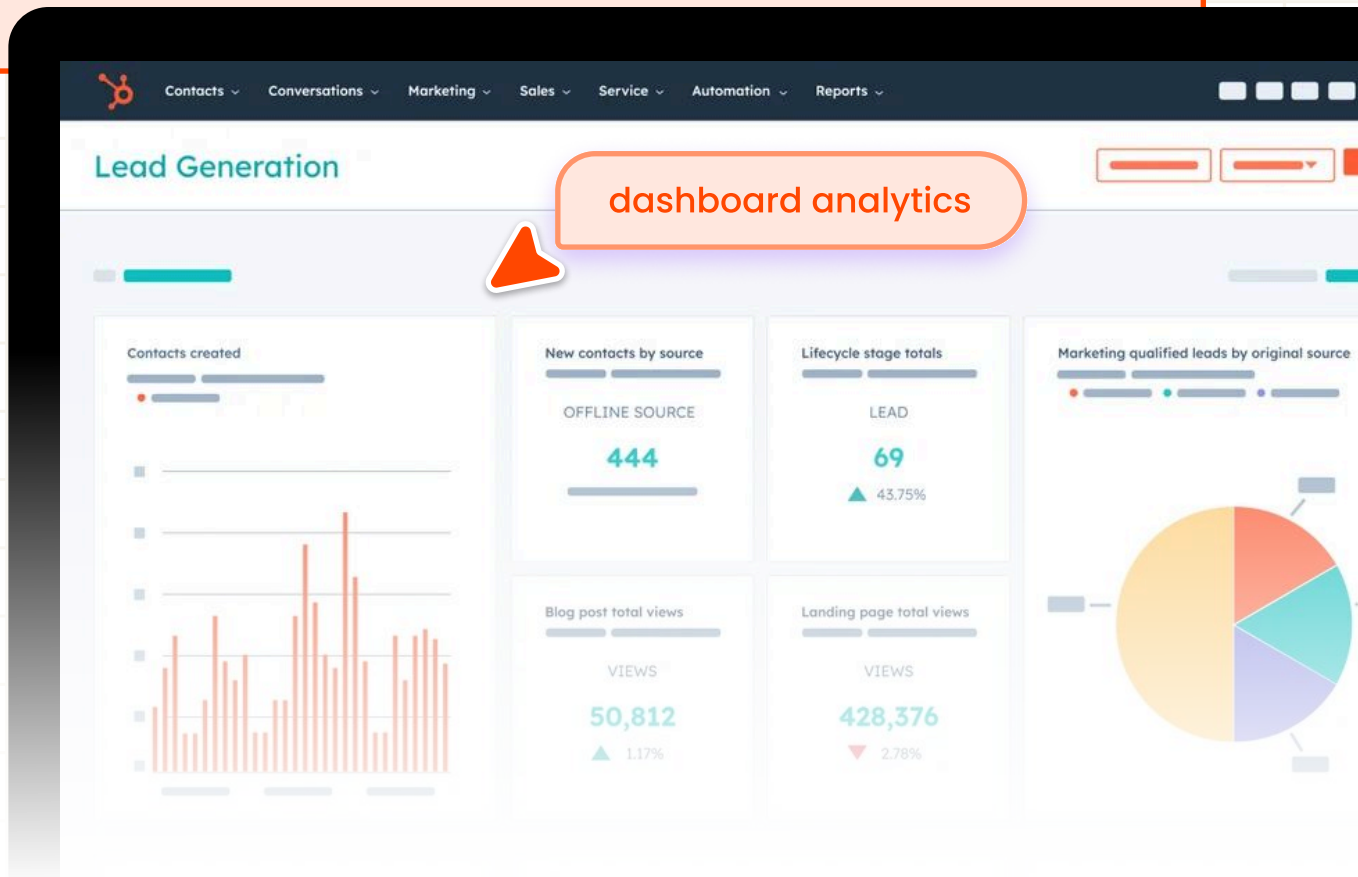 Contacts
Conversations
Marketing
Sales
Service
Automation
Reports
Lead Generation
dashboard analytics
Contacts created
New contacts by source
OFFLINE SOURCE
444
Lifecycle stage totals
LEAD
69
43.75%
Marketing qualified leads by original source
Blog post total views
VIEWS
50,812
1.17%
Landing page total views
VIEWS
428,376
2.78%